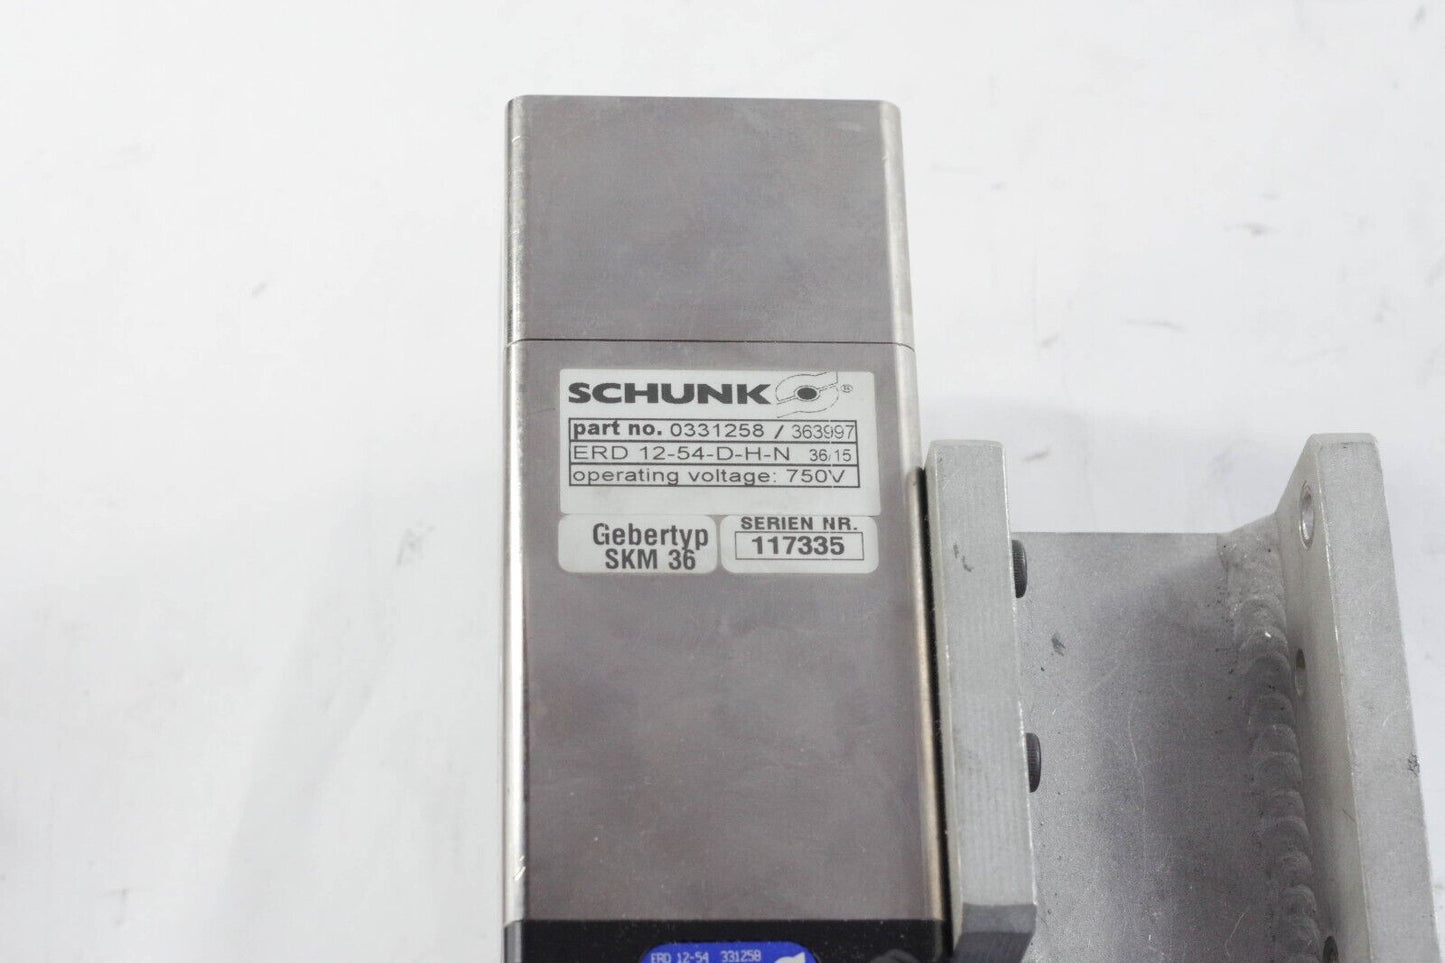 SCHUNK ®
part no. 0331258 / 363997
ERD 12-54-D-H-N 36/15
operating voltage: 750V
Gebertyp
SKM 36
SERIEN NR.
117335
ERD 12-54 331258